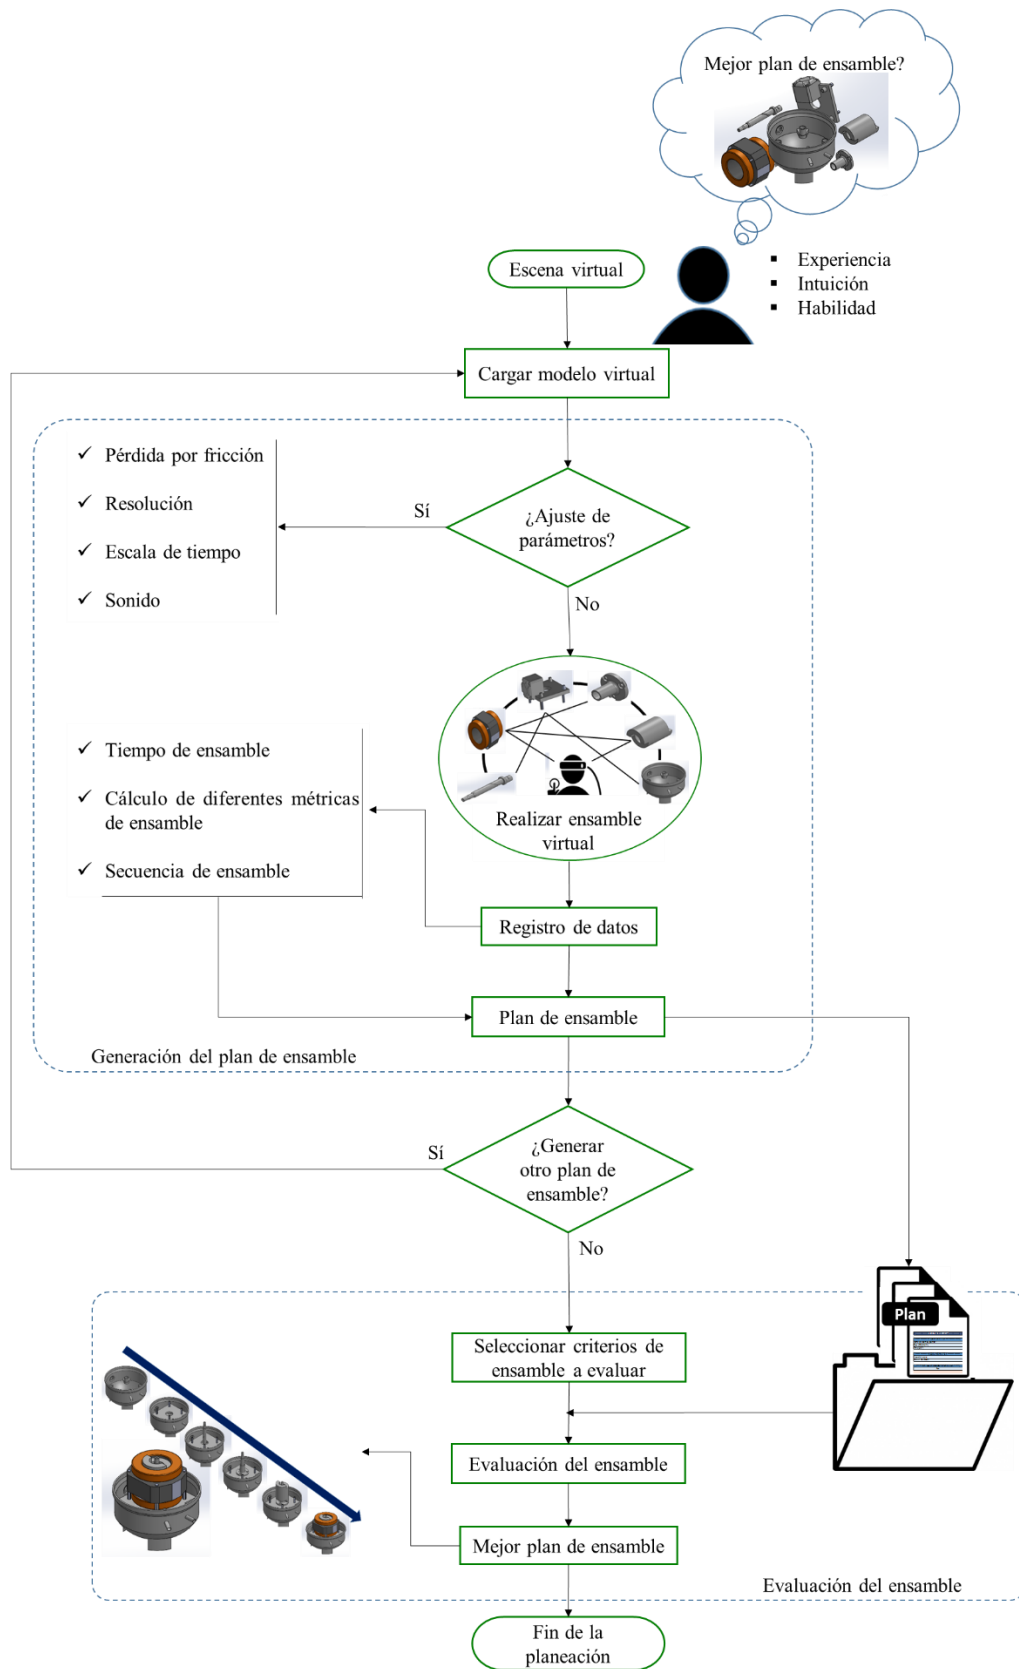 Mejor plan de ensamble?
Escena virtual
Experiencia
Intuición
Habilidad
Cargar modelo virtual
Pérdida por fricción
Resolución
Escala de tiempo
Sonido
Sí
¿Ajuste de
parámetros?
No
Realizar ensamble
virtual
Tiempo de ensamble
Cálculo de diferentes métricas
de ensamble
Secuencia de ensamble
Registro de datos
Plan de ensamble
Generación del plan de ensamble
Sí
¿Generar
otro plan de
ensamble?
No
Plan
Seleccionar criterios de
ensamble a evaluar
Evaluación del ensamble
Mejor plan de ensamble
Evaluación del ensamble
Fin de la
planeación